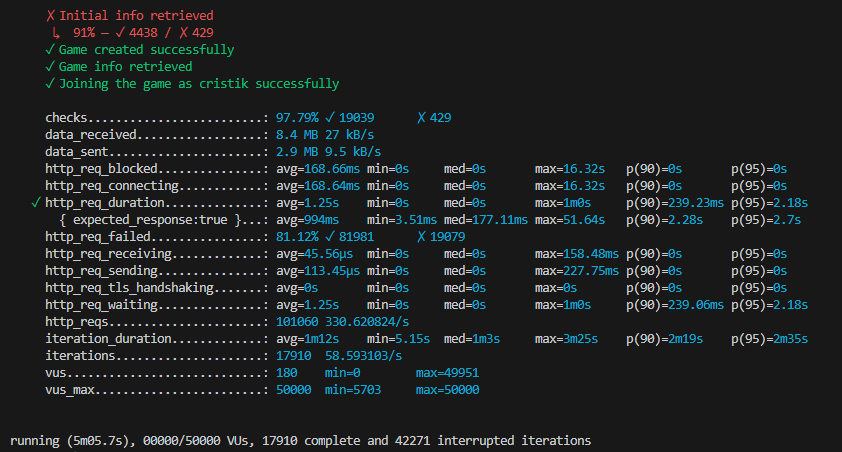 ✗ Initial info retrieved
↳ 91% — ✓ 4438 / ✗ 429
✓ Game created successfully
✓ Game info retrieved
✓ Joining the game as cristik successfully
checks.........................: 97.79% ✓ 19039 ✗ 429
data_received..................: 8.4 MB 27 kB/s
data_sent......................: 2.9 MB 9.5 kB/s
http_req_blocked...............: avg=168.66ms min=0s med=0s max=16.32s p(90)=0s p(95)=0s
http_req_connecting............: avg=168.64ms min=0s med=0s max=16.32s p(90)=0s p(95)=0s
✓ http_req_duration..............: avg=1.25s min=0s med=0s max=1m0s p(90)=239.23ms p(95)=2.18s
{ expected_response:true }...: avg=994ms min=3.51ms med=177.11ms max=51.64s p(90)=2.28s p(95)=2.7s
http_req_failed................: 81.12% ✓ 81981 ✗ 19079
http_req_receiving.............: avg=45.56µs min=0s med=0s max=158.48ms p(90)=0s p(95)=0s
http_req_sending...............: avg=113.45µs min=0s med=0s max=227.75ms p(90)=0s p(95)=0s
http_req_tls_handshaking.......: avg=0s min=0s med=0s max=0s p(90)=0s p(95)=0s
http_req_waiting...............: avg=1.25s min=0s med=0s max=1m0s p(90)=239.06ms p(95)=2.18s
http_reqs......................: 101060 330.620824/s
iteration_duration.............: avg=1m12s min=5.15s med=1m3s max=3m25s p(90)=2m19s p(95)=2m35s
iterations.....................: 17910 58.593103/s
vus............................: 180 min=0 max=49951
vus_max........................: 50000 min=5703 max=50000
running (5m05.7s), 00000/50000 VUs, 17910 complete and 42271 interrupted iterations